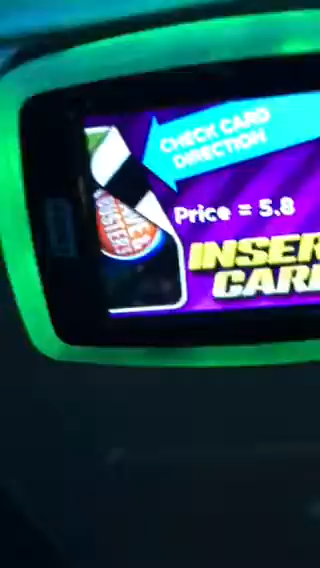 CHECK CARD
DIRECTION
Price = 5.8
INSER
CARD